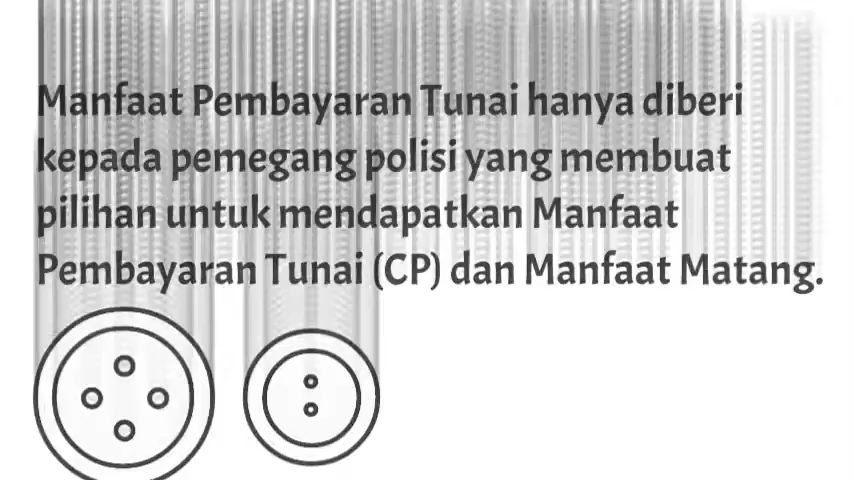 Manfaat Pembayaran Tunai hanya diberi
kepada pemegang polisi yang membuat
pilihan untuk mendapatkan Manfaat
Pembayaran Tunai (CP) dan Manfaat Matang.